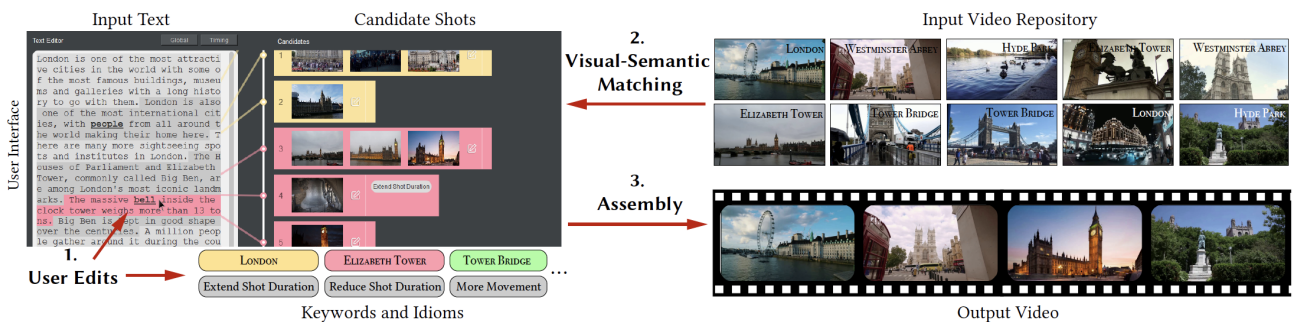 Input Text
Candidate Shots
Input Video Repository
User Interface
Text Editor
Global
Timing
Candidates
London is one of the most attracti
ve cities in the world with some o
f the most famous buildings, museu
ms and galleries with a long histo
ry to go with them. London is also
one of the most international cit
ies, with people from all around t
he world making their home here. T
here are many more sightseeing spo
ts and institutes in London. The H
ouses of Parliament and Elizabeth
Tower, commonly called Big Ben, ar
e among London's most iconic landm
arks. The massive bell inside the
clock tower weighs more than 13 to
ns. Big Ben is kept in good shape
over the centuries. A million peop
le gather around it during the cou
1
2
3
4
5
Extend Shot Duration
2.
Visual-Semantic
Matching
3.
Assembly
London
Westminster Abbey
Hyde Park
Elizabeth Tower
Westminster Abbey
Elizabeth Tower
Tower Bridge
Tower Bridge
London
Hyde Park
1.
User Edits
London
Elizabeth Tower
Tower Bridge
...
Extend Shot Duration
Reduce Shot Duration
More Movement
Keywords and Idioms
Output Video